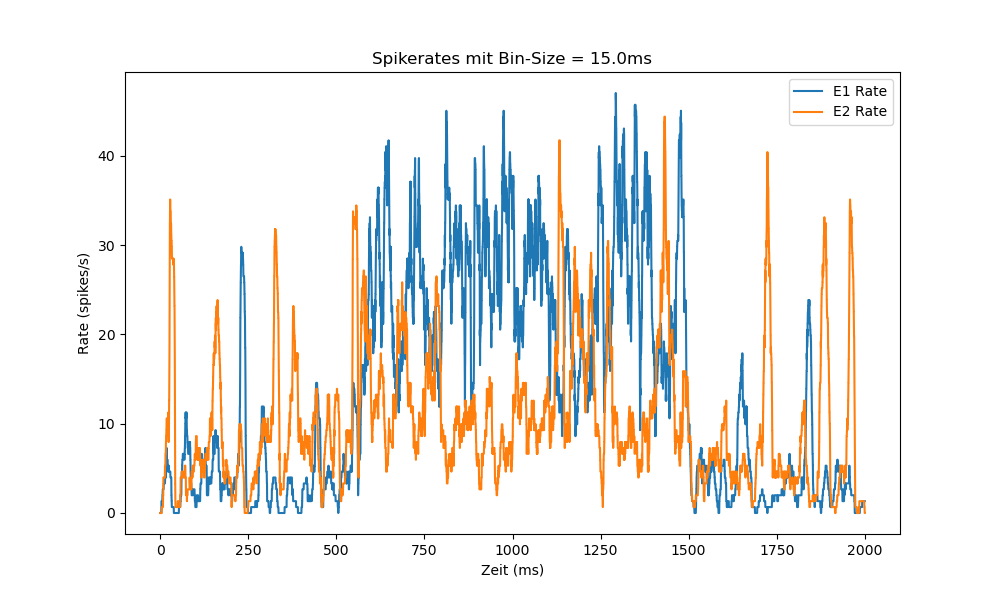 Spikerates mit Bin-Size = 15.0ms
E1 Rate
E2 Rate
Rate (spikes/s)
40
30
20
10
0
0 250 500 750 1000 1250 1500 1750 2000
Zeit (ms)